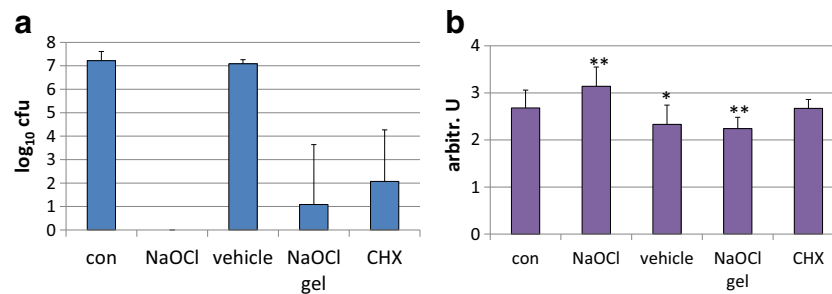 a
8
7
6
5
4
3
2
1
0
log₁₀ cfu
con NaOCl vehicle NaOCl gel CHX
b
4
3
2
1
0
arbitr. U
** * **
con NaOCl vehicle NaOCl gel CHX